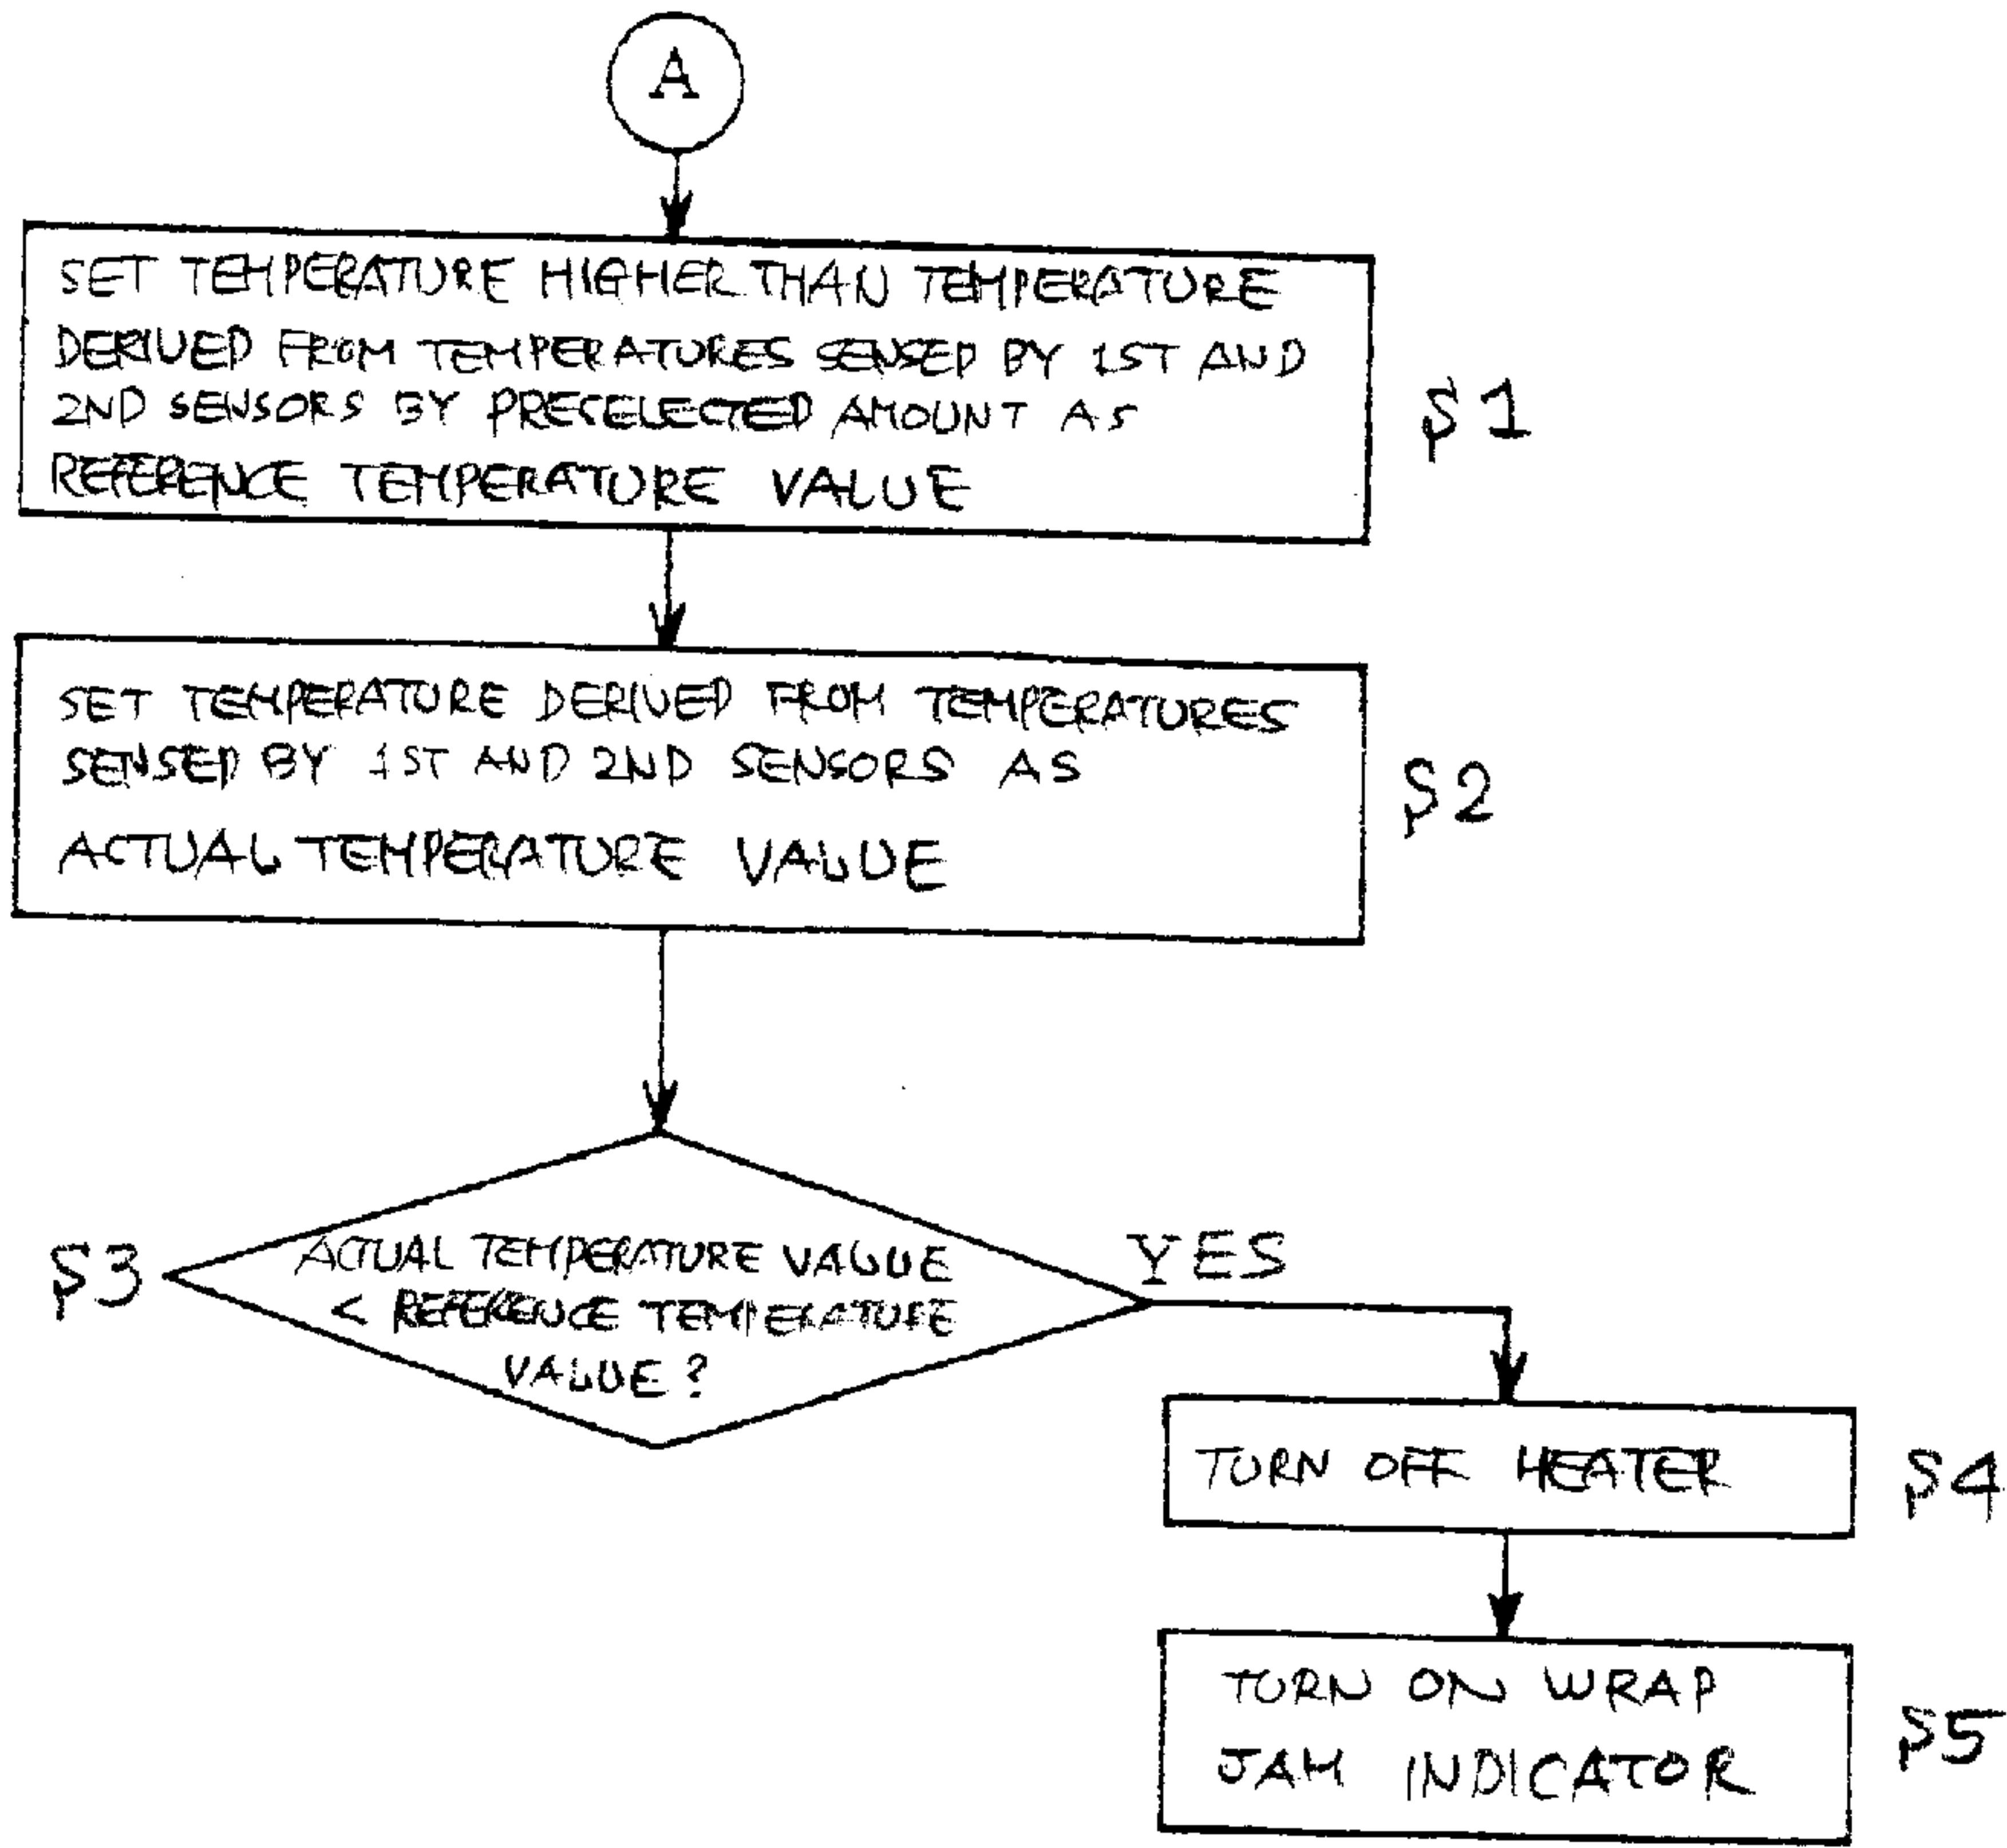 A
SET TEMPERATURE HIGHER THAN TEMPERATURE
DERIVED FROM TEMPERATURES SENSED BY 1ST AND
2ND SENSORS BY PRESELECTED AMOUNT AS
REFERENCE TEMPERATURE VALUE
S1
SET TEMPERATURE DERIVED FROM TEMPERATURES
SENSED BY 1ST AND 2ND SENSORS AS
ACTUAL TEMPERATURE VALUE
S2
S3
ACTUAL TEMPERATURE VALUE
< REFERENCE TEMPERATURE
VALUE?
YES
TURN OFF HEATER
S4
TURN ON WRAP
JAM INDICATOR
S5